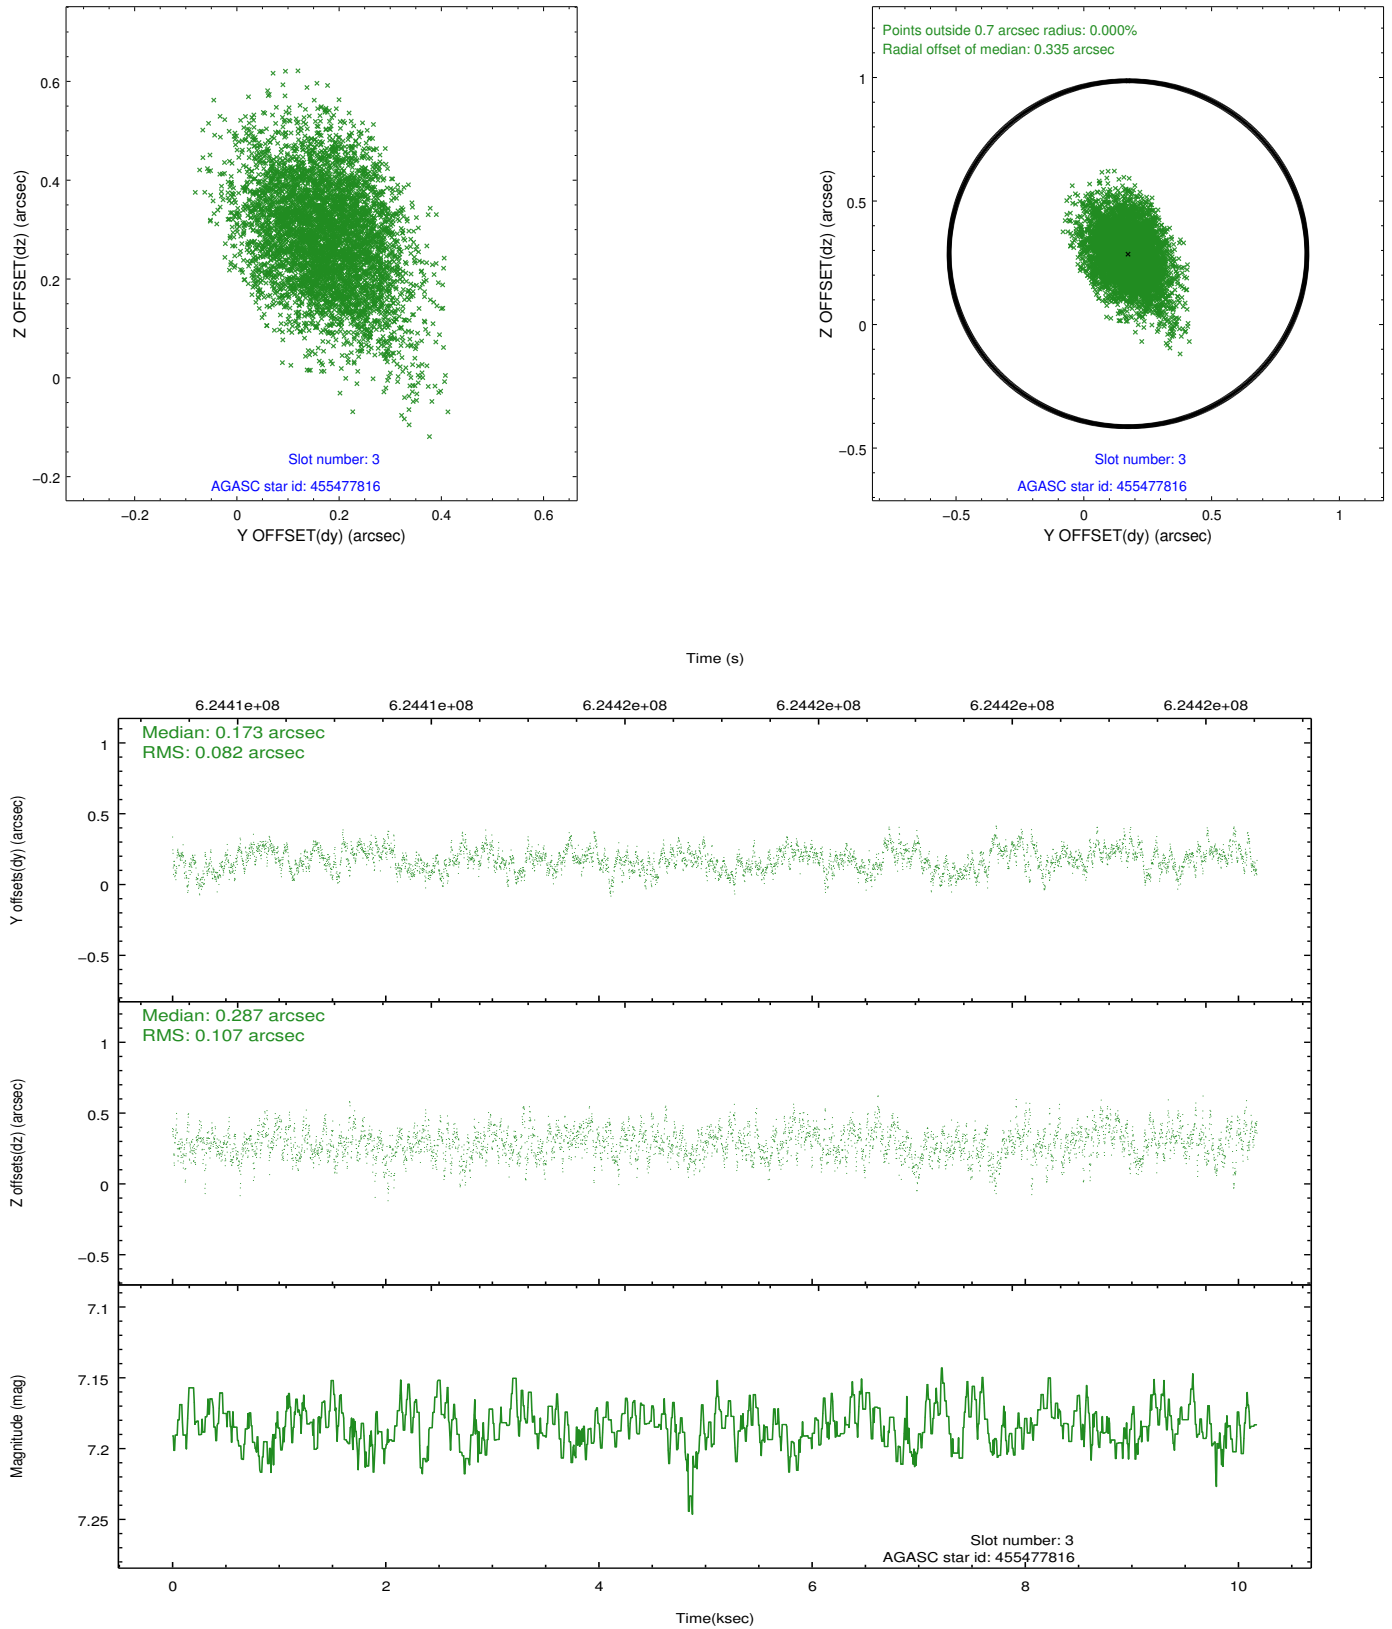 0.6
0.4
0.2
0
−0.2
Z OFFSET(dz) (arcsec)
−0.2 0 0.2 0.4 0.6
Y OFFSET(dy) (arcsec)
Slot number: 3
AGASC star id: 455477816
Points outside 0.7 arcsec radius: 0.000%
Radial offset of median: 0.335 arcsec
1
0.5
0
−0.5
Z OFFSET(dz) (arcsec)
−0.5 0 0.5 1
Y OFFSET(dy) (arcsec)
Slot number: 3
AGASC star id: 455477816
Time (s)
6.2441e+08 6.2441e+08 6.2442e+08 6.2442e+08 6.2442e+08 6.2442e+08
Median: 0.173 arcsec
RMS: 0.082 arcsec
1
0.5
0
−0.5
Y offsets(dy) (arcsec)
Median: 0.287 arcsec
RMS: 0.107 arcsec
1
0.5
0
−0.5
Z offsets(dz) (arcsec)
7.1
7.15
7.2
7.25
Magnitude (mag)
Slot number: 3
AGASC star id: 455477816
0 2 4 6 8 10
Time(ksec)